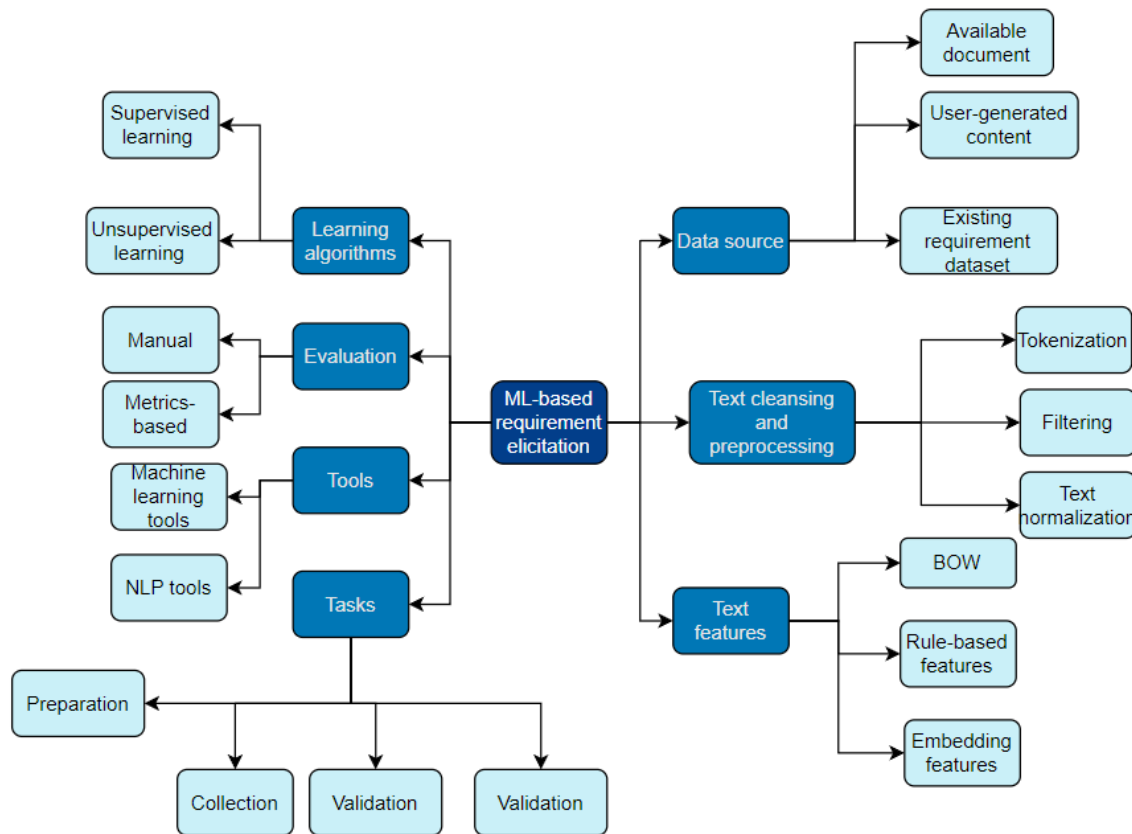 Available
document
Supervised
learning
User-generated
content
Unsupervised
learning
Learning
algorithms
Data source
Existing
requirement
dataset
Manual
Evaluation
Tokenization
Metrics-
based
ML-based
requirement
elicitation
Text cleansing
and
preprocessing
Filtering
Machine
learning
tools
Tools
Text
normalization
NLP tools
Tasks
Text
features
BOW
Rule-based
features
Preparation
Embedding
features
Collection
Validation
Validation